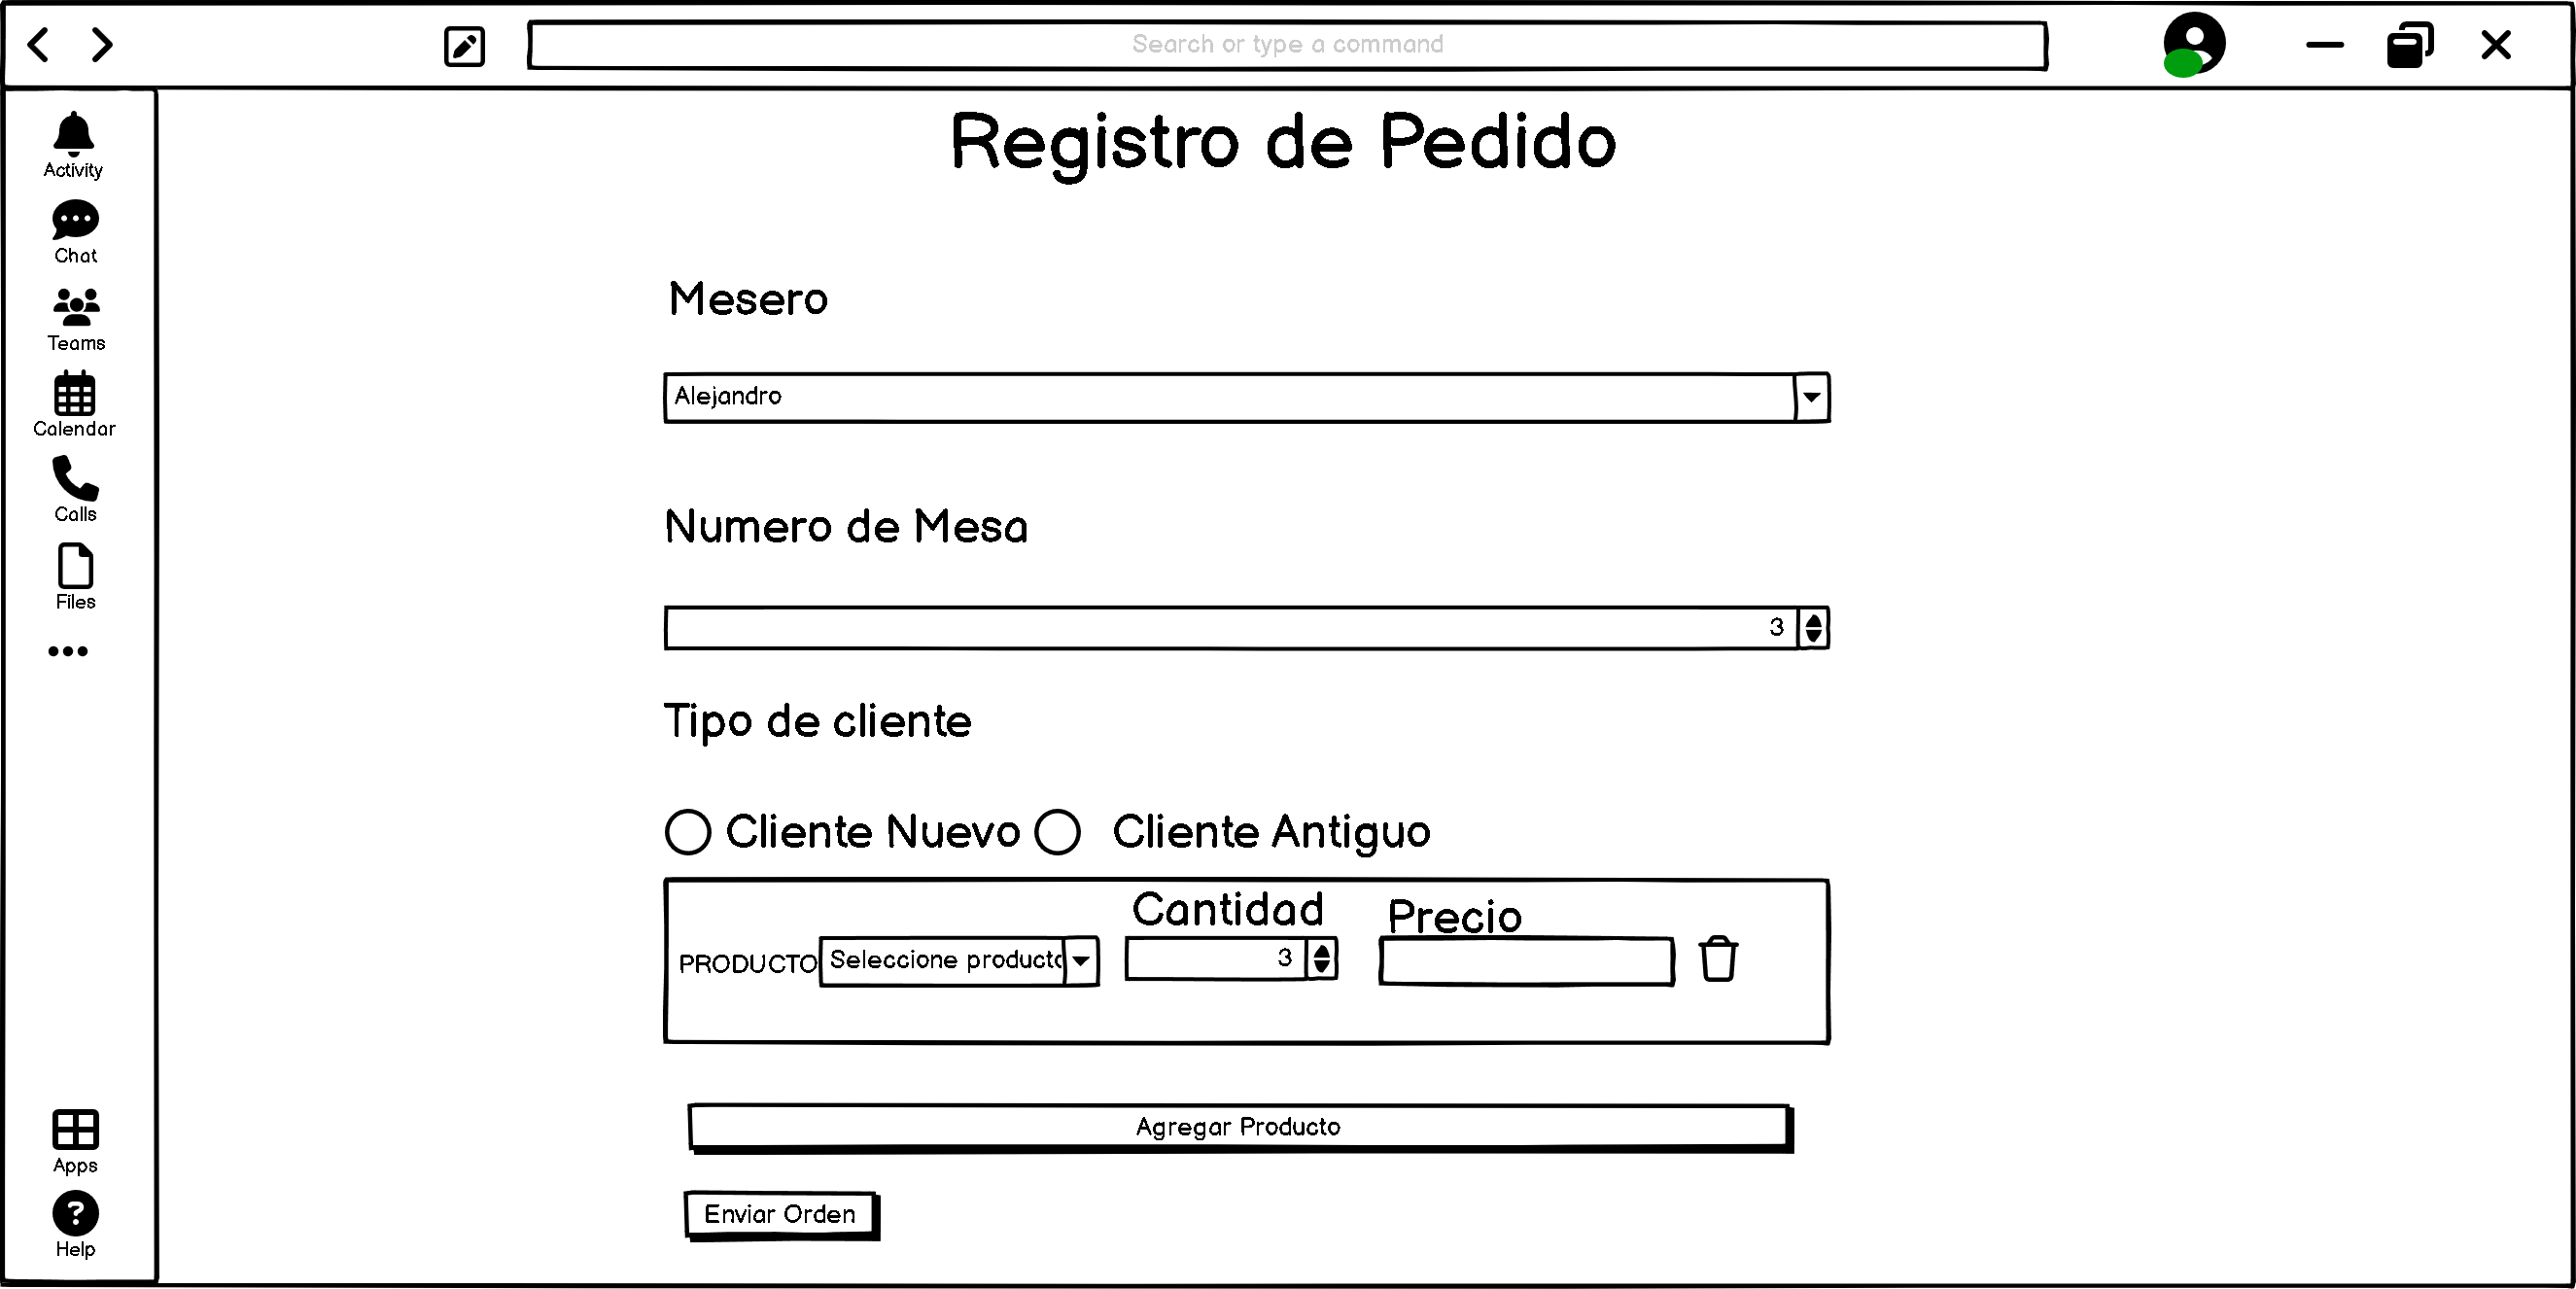 Search or type a command
Activity
Chat
Teams
Calendar
Calls
Files
Apps
Help
Registro de Pedido
Mesero
Alejandro
Numero de Mesa
3
Tipo de cliente
Cliente Nuevo Cliente Antiguo
Cantidad Precio
PRODUCTO Seleccione producto 3
Agregar Producto
Enviar Orden